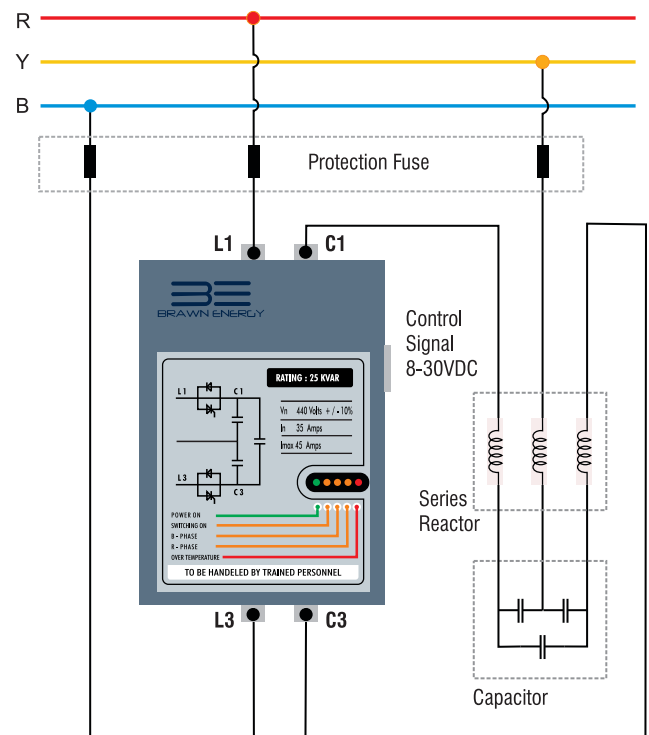 R
Y
B
Protection Fuse
L1
C1
BRAWN ENERGY
Control
Signal
8-30VDC
RATING : 25 KVAR
L1
C1
Vn 440 Volts + / - 10%
In 35 Amps
Imax 45 Amps
L3
C3
POWER ON
SWITCHING ON
B - PHASE
R - PHASE
OVER TEMPERATURE
TO BE HANDELED BY TRAINED PERSONNEL
Series
Reactor
L3
C3
Capacitor